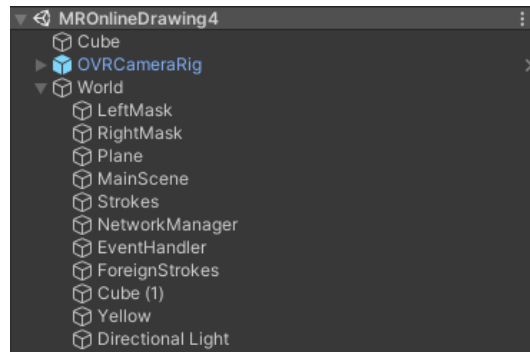 MROnlineDrawing4
Cube
OVRCameraRig
World
LeftMask
RightMask
Plane
MainScene
Strokes
NetworkManager
EventHandler
ForeignStrokes
Cube (1)
Yellow
Directional Light